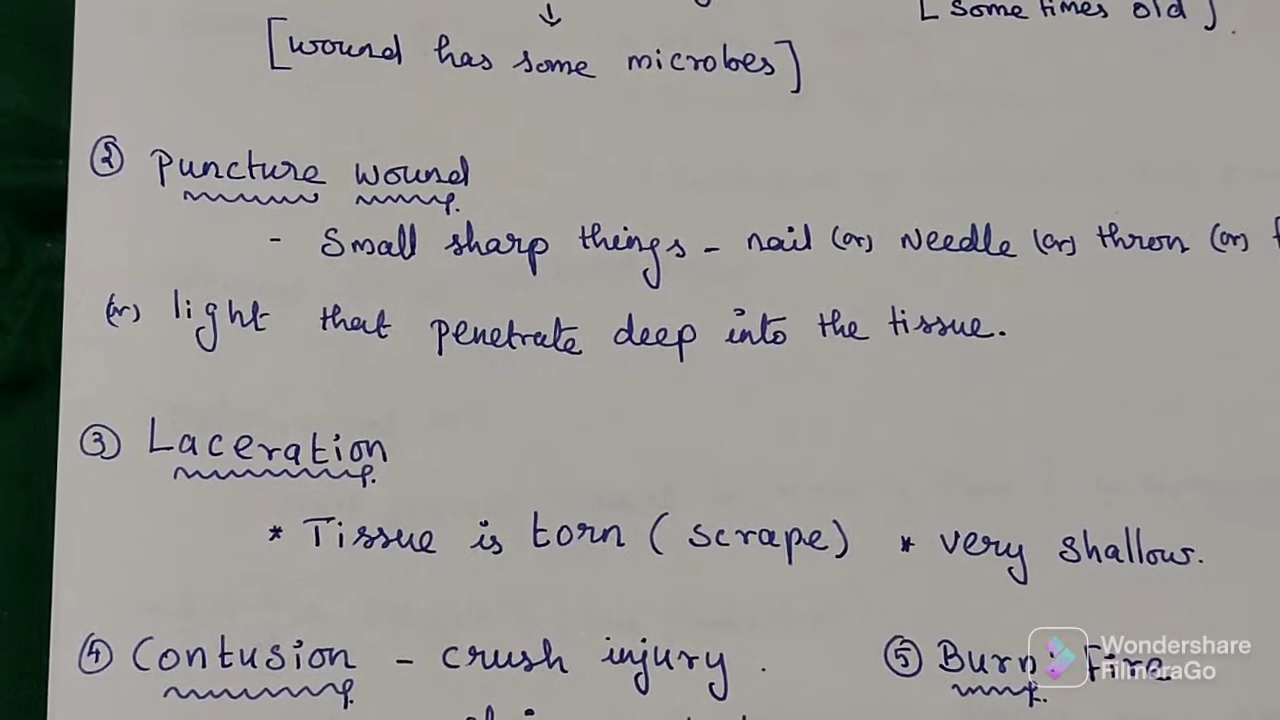 [Some times old].
[wound has some microbes]
② Puncture wound
- Small sharp things - nail (or) Needle (or) thron (or)
(or) light that penetrate deep into the tissue.
③ Laceration
* Tissue is torn (scrape) * very shallow.
④ Contusion - crush injury.
⑤ Burn: Fire
Wondershare
FilmoraGo